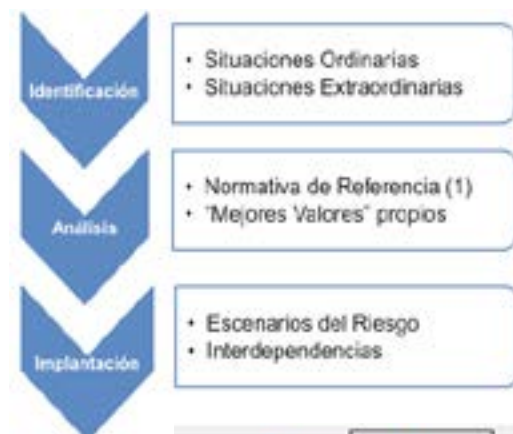 Identificación
• Situaciones Ordinarias
• Situaciones Extraordinarias
Análisis
• Normativa de Referencia (1)
• "Mejores Valores" propios
Implantación
• Escenarios del Riesgo
• Interdependencias